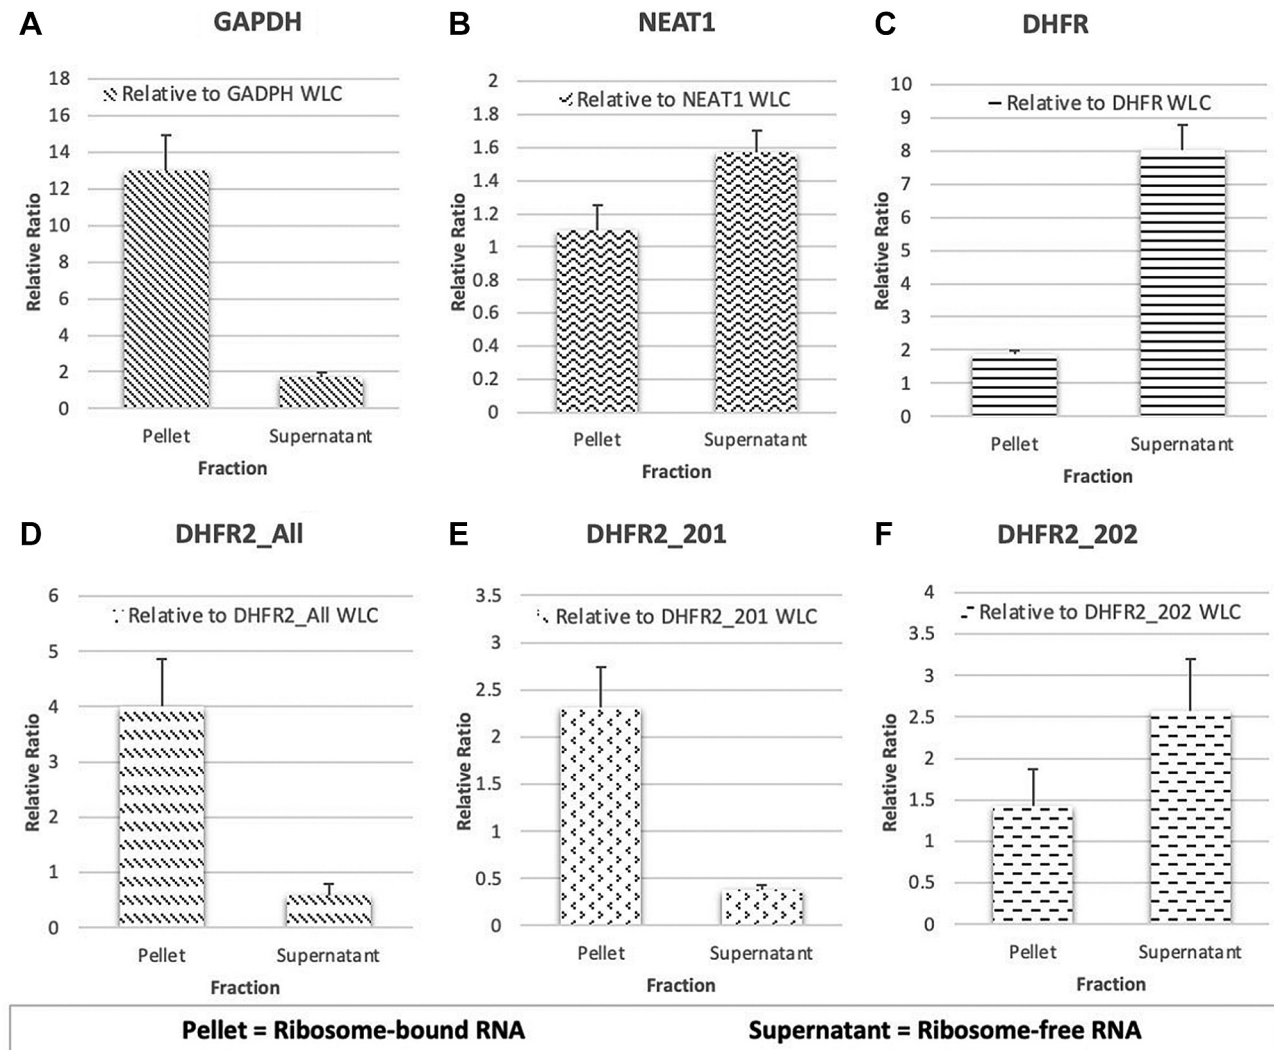 A
GAPDH
18
16
14
12
10
8
6
4
2
0
Relative to GADPH WLC
Relative Ratio
Pellet
Supernatant
Fraction
B
NEAT1
2
1.8
1.6
1.4
1.2
1
0.8
0.6
0.4
0.2
0
Relative to NEAT1 WLC
Relative Ratio
Pellet
Supernatant
Fraction
C
DHFR
10
9
8
7
6
5
4
3
2
1
0
Relative to DHFR WLC
Relative Ratio
Pellet
Supernatant
Fraction
D
DHFR2_All
6
5
4
3
2
1
0
Relative to DHFR2_All WLC
Relative Ratio
Pellet
Supernatant
Fraction
E
DHFR2_201
3.5
3
2.5
2
1.5
1
0.5
0
Relative to DHFR2_201 WLC
Relative Ratio
Pellet
Supernatant
Fraction
F
DHFR2_202
4
3.5
3
2.5
2
1.5
1
0.5
0
Relative to DHFR2_202 WLC
Relative Ratio
Pellet
Supernatant
Fraction
Pellet = Ribosome-bound RNA
Supernatant = Ribosome-free RNA